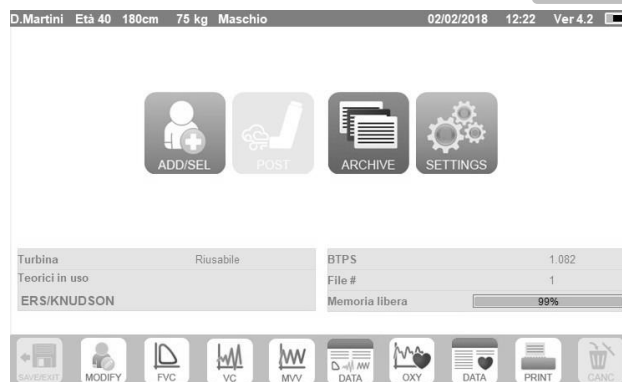 D.Martini Età 40 180cm 75 kg Maschio 02/02/2018 12:22 Ver 4.2
ADD/SEL POST ARCHIVE SETTINGS
Turbina Riusabile BTPS 1.082
Teorici in uso File # 1
ERS/KNUDSON Memoria libera 99%
SAVE/EXIT MODIFY FVC VC MVV DATA OXY DATA PRINT CANC